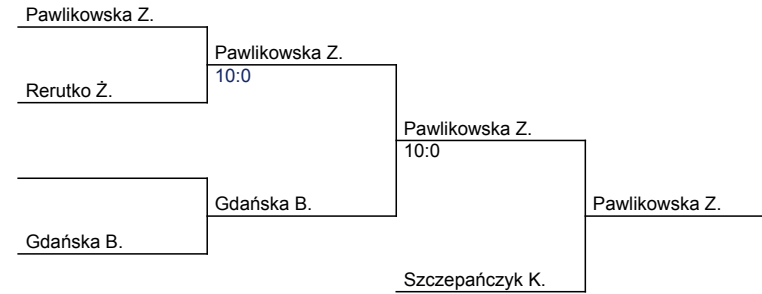 Pawlikowska Z.
Pawlikowska Z.
10:0
Rerutko Ż.
Pawlikowska Z.
10:0
Gdańska B.
Pawlikowska Z.
Gdańska B.
Szczepańczyk K.